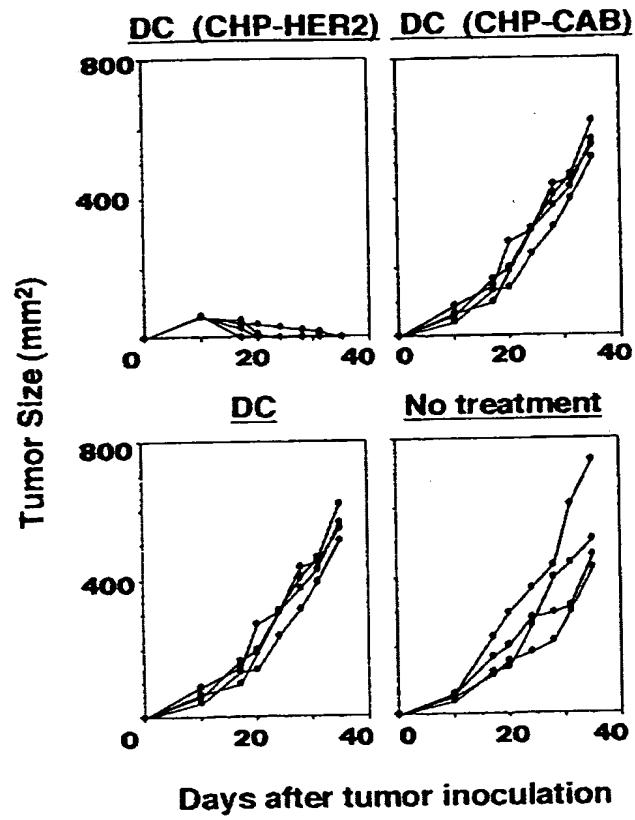 DC (CHP-HER2) DC (CHP-CAB)
800
400
0 20 40 0 20 40
DC No treatment
800
400
0 20 40 0 20 40
Tumor Size (mm²)
Days after tumor inoculation